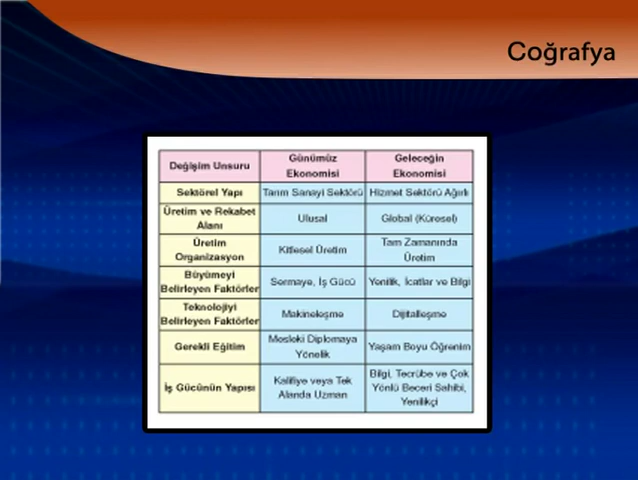 Coğrafya
Değişim Unsuru
Günümüz
Ekonomisi
Geleceğin
Ekonomisi
Sektörel Yapı
Tarım Sanayi Sektörü
Hizmet Sektörü Ağırlı
Üretim ve Rekabet
Alanı
Ulusal
Global (Küresel)
Üretim
Organizasyon
Kitlesel Üretim
Tam Zamanında
Üretim
Büyümeyi
Belirleyen Faktörler
Sermaye, İş Gücü
Yenilik, İcatlar ve Bilgi
Teknolojiyi
Belirleyen Faktörler
Makineleşme
Dijitalleşme
Gerekli Eğitim
Mesleki Diplomaya
Yönelik
Yaşam Boyu Öğrenim
İş Gücünün Yapısı
Kalifiye veya Tek
Alanda Uzman
Bilgi, Tecrübe ve Çok
Yönlü Beceri Sahibi,
Yenilikçi